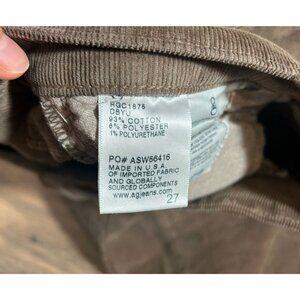 RGC1875
DBYU
93% COTTON
6% POLYESTER
1% POLYURETHANE
PO# ASW56416
MADE IN U.S.A.
OF IMPORTED FABRIC
AND GLOBALLY
SOURCED COMPONENTS
www.agjeans.com
27